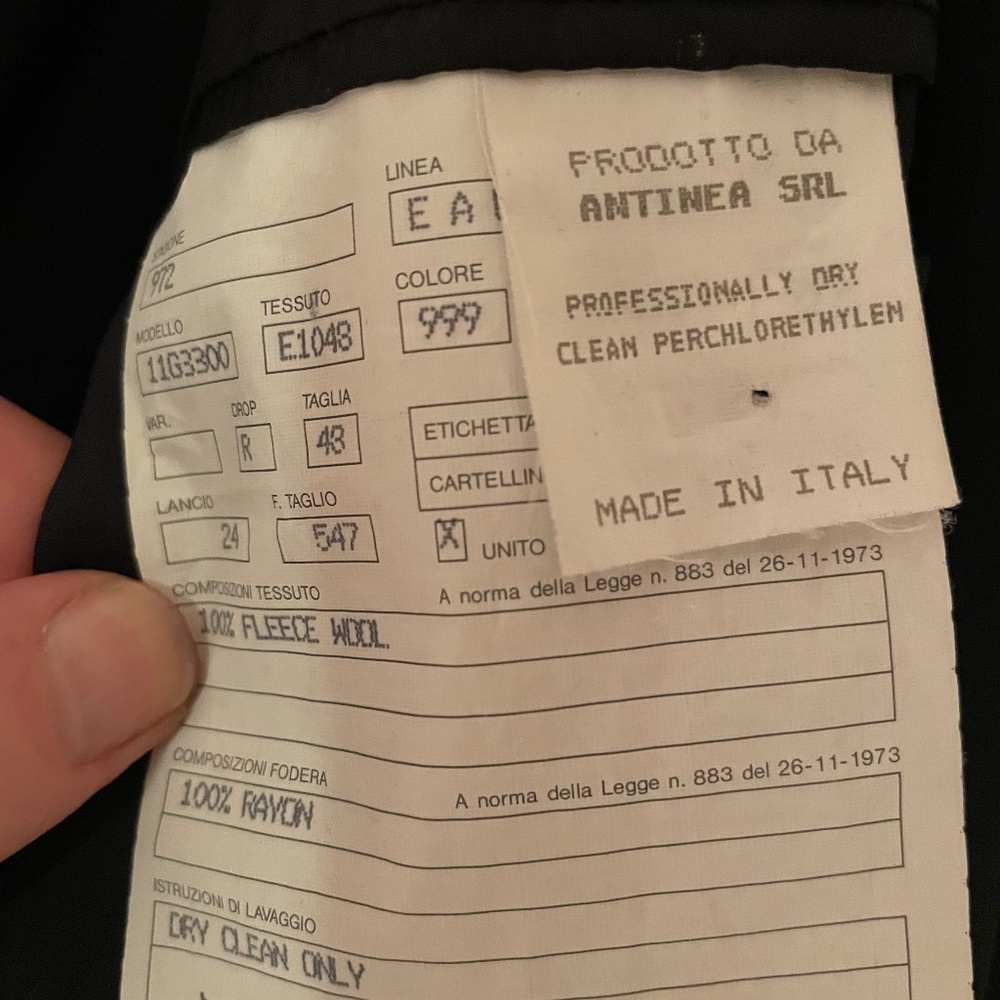 PRODOTTO DA
ANTINEA SRL
PROFESSIONALLY DRY
CLEAN PERCHLORETHYLEN
MADE IN ITALY
LINEA
E A
STAGIONE
972
COLORE
999
MODELLO
11G3300
TESSUTO
E1048
VAR.
DROP
R
TAGLIA
48
ETICHETTA
CARTELLIN
LANCIO
24
F. TAGLIO
547
X UNITO
COMPOSIZIONI TESSUTO
A norma della Legge n. 883 del 26-11-1973
100% FLEECE WOOL.
COMPOSIZIONI FODERA
A norma della Legge n. 883 del 26-11-1973
100% RAYON
ISTRUZIONI DI LAVAGGIO
DRY CLEAN ONLY